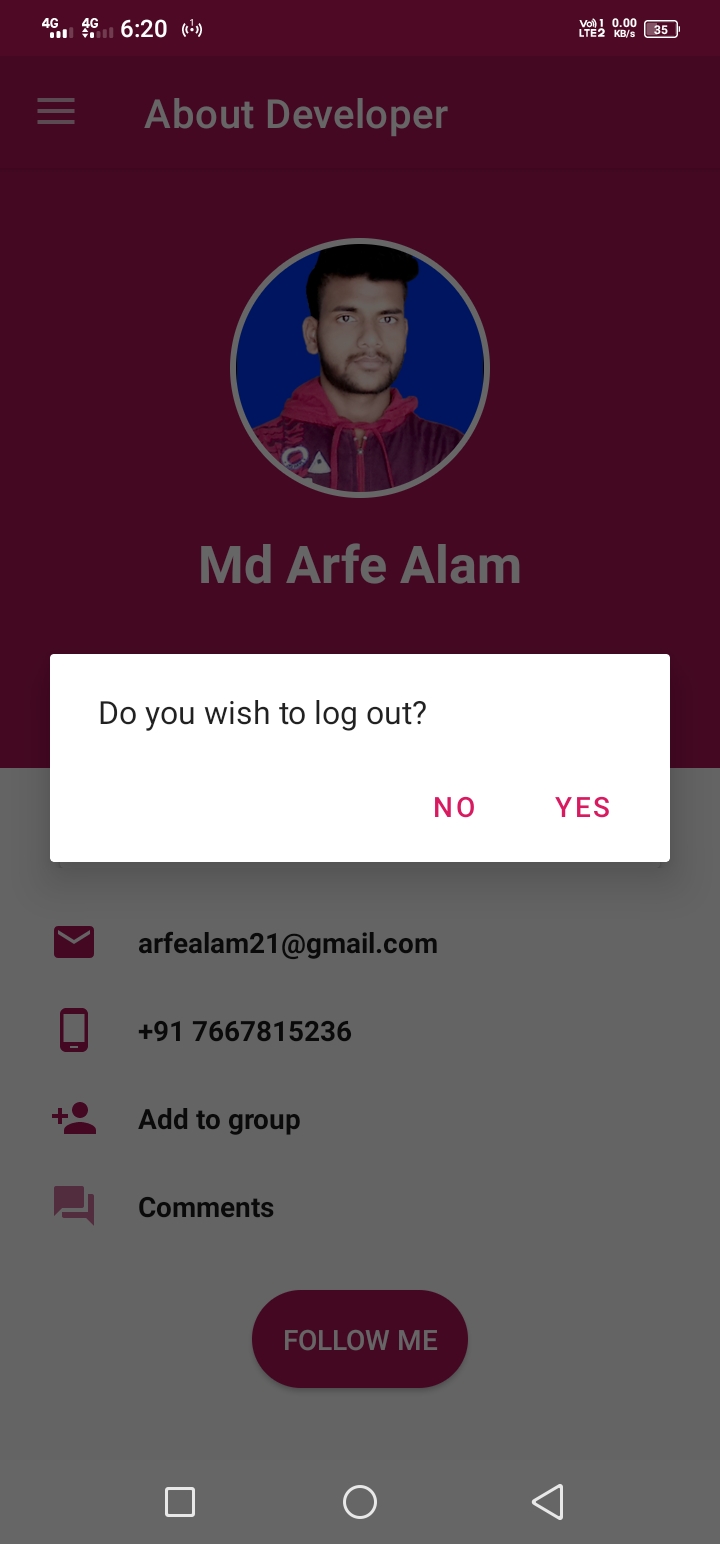 4G 4G 6:20 1 Vo) 1 LTE2 0.00 KB/s 35
About Developer
Md Arfe Alam
Do you wish to log out?
NO YES
arfealam21@gmail.com
+91 7667815236
Add to group
Comments
FOLLOW ME